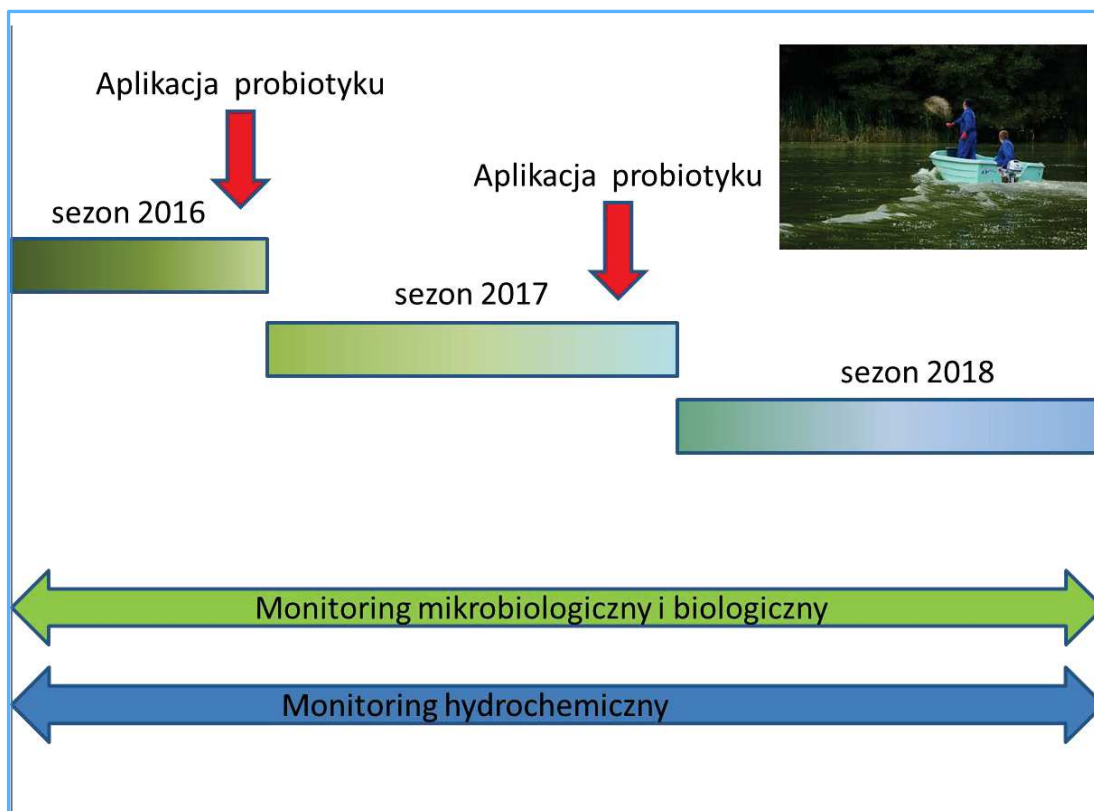 Aplikacja probiotyku
Aplikacja probiotyku
sezon 2016
sezon 2017
sezon 2018
Monitoring mikrobiologiczny i biologiczny
Monitoring hydrochemiczny